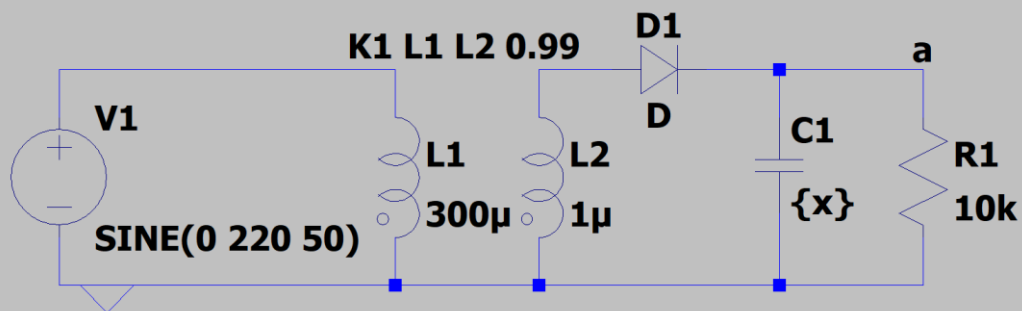 K1 L1 L2 0.99
D1
a
V1
D
C1
L1
L2
R1
{x}
300µ
1µ
10k
SINE(0 220 50)